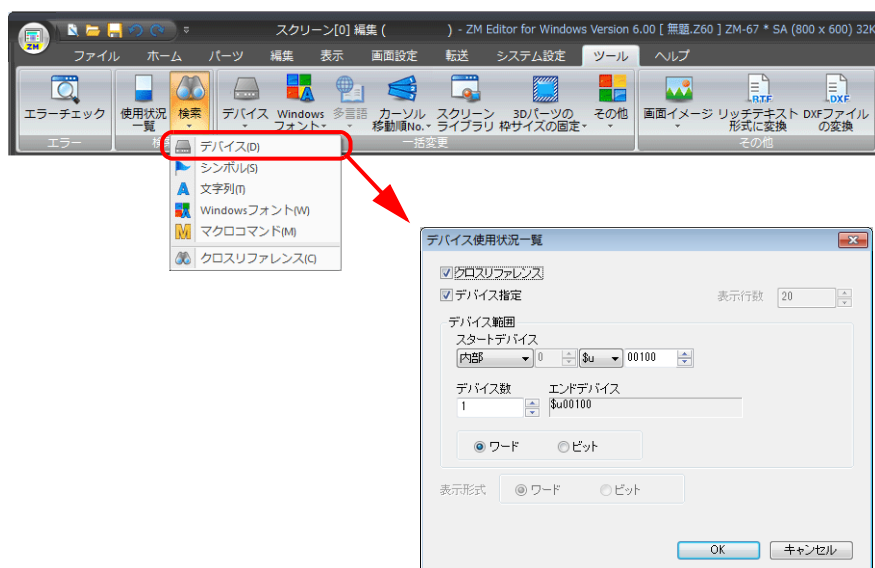 スクリーン[0] 編集 ( ) - ZM Editor for Windows Version 6.00 [ 無題.Z60 ] ZM-67 * SA (800 x 600) 32K
ZM
ファイル ホーム パーツ 編集 表示 画面設定 転送 システム設定 ツール ヘルプ
エラーチェック 使用状況一覧 検索 デバイス Windowsフォント 多言語 カーソル移動順No. スクリーンライブラリ 3Dパーツの枠サイズの固定 その他 画面イメージ リッチテキスト形式に変換 DXFファイルの変換
エラー 一括変更 その他
デバイス(D)
シンボル(S)
文字列(T)
Windowsフォント(W)
マクロコマンド(M)
クロスリファレンス(C)
デバイス使用状況一覧
クロスリファレンス
デバイス指定 表示行数 20
デバイス範囲
スタートデバイス
内部 0 $u 00100
デバイス数 エンドデバイス
1 $u00100
ワード ビット
表示形式 ワード ビット
OK キャンセル